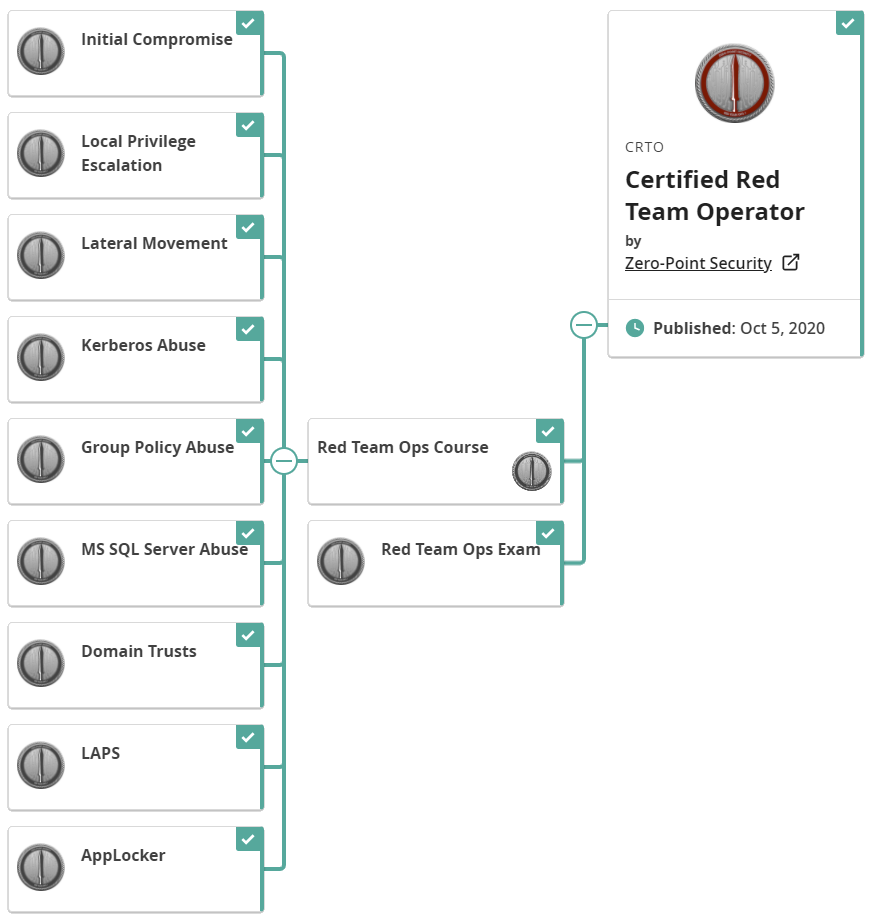 Initial Compromise
Local Privilege
Escalation
Lateral Movement
Kerberos Abuse
Group Policy Abuse
MS SQL Server Abuse
Domain Trusts
LAPS
AppLocker
Red Team Ops Course
Red Team Ops Exam
CRTO
Certified Red
Team Operator
by
Zero-Point Security
Published: Oct 5, 2020